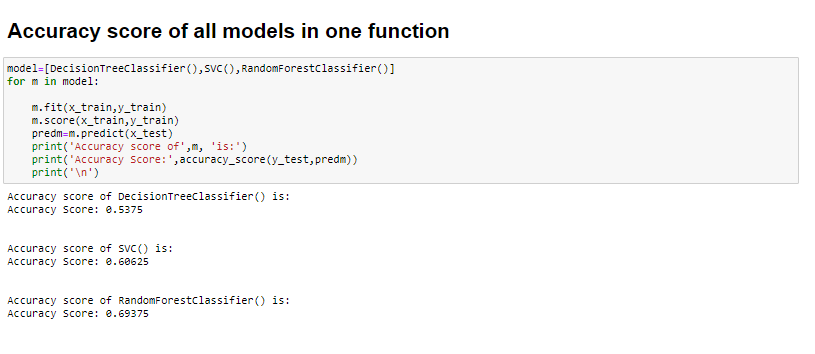 Accuracy score of all models in one function
model=[DecisionTreeClassifier(),SVC(),RandomForestClassifier()]
for m in model:
m.fit(x_train,y_train)
m.score(x_train,y_train)
predm=m.predict(x_test)
print('Accuracy score of',m, 'is:')
print('Accuracy Score:',accuracy_score(y_test,predm))
print('\n')
Accuracy score of DecisionTreeClassifier() is:
Accuracy Score: 0.5375
Accuracy score of SVC() is:
Accuracy Score: 0.60625
Accuracy score of RandomForestClassifier() is:
Accuracy Score: 0.69375